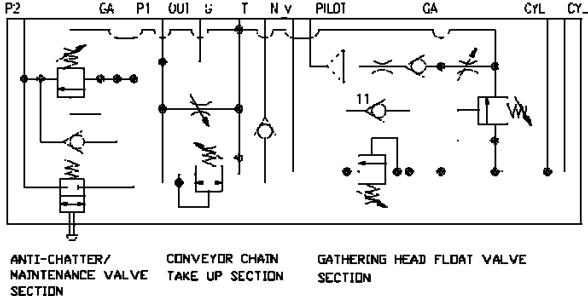 P2 GA P1 OUT G T N V PILOT GA CYL CY
11
ANTI-CHATTER/ CONVEYOR CHAIN GATHERING HEAD FLOAT VALVE
MAINTENANCE VALVE TAKE UP SECTION SECTION
SECTION